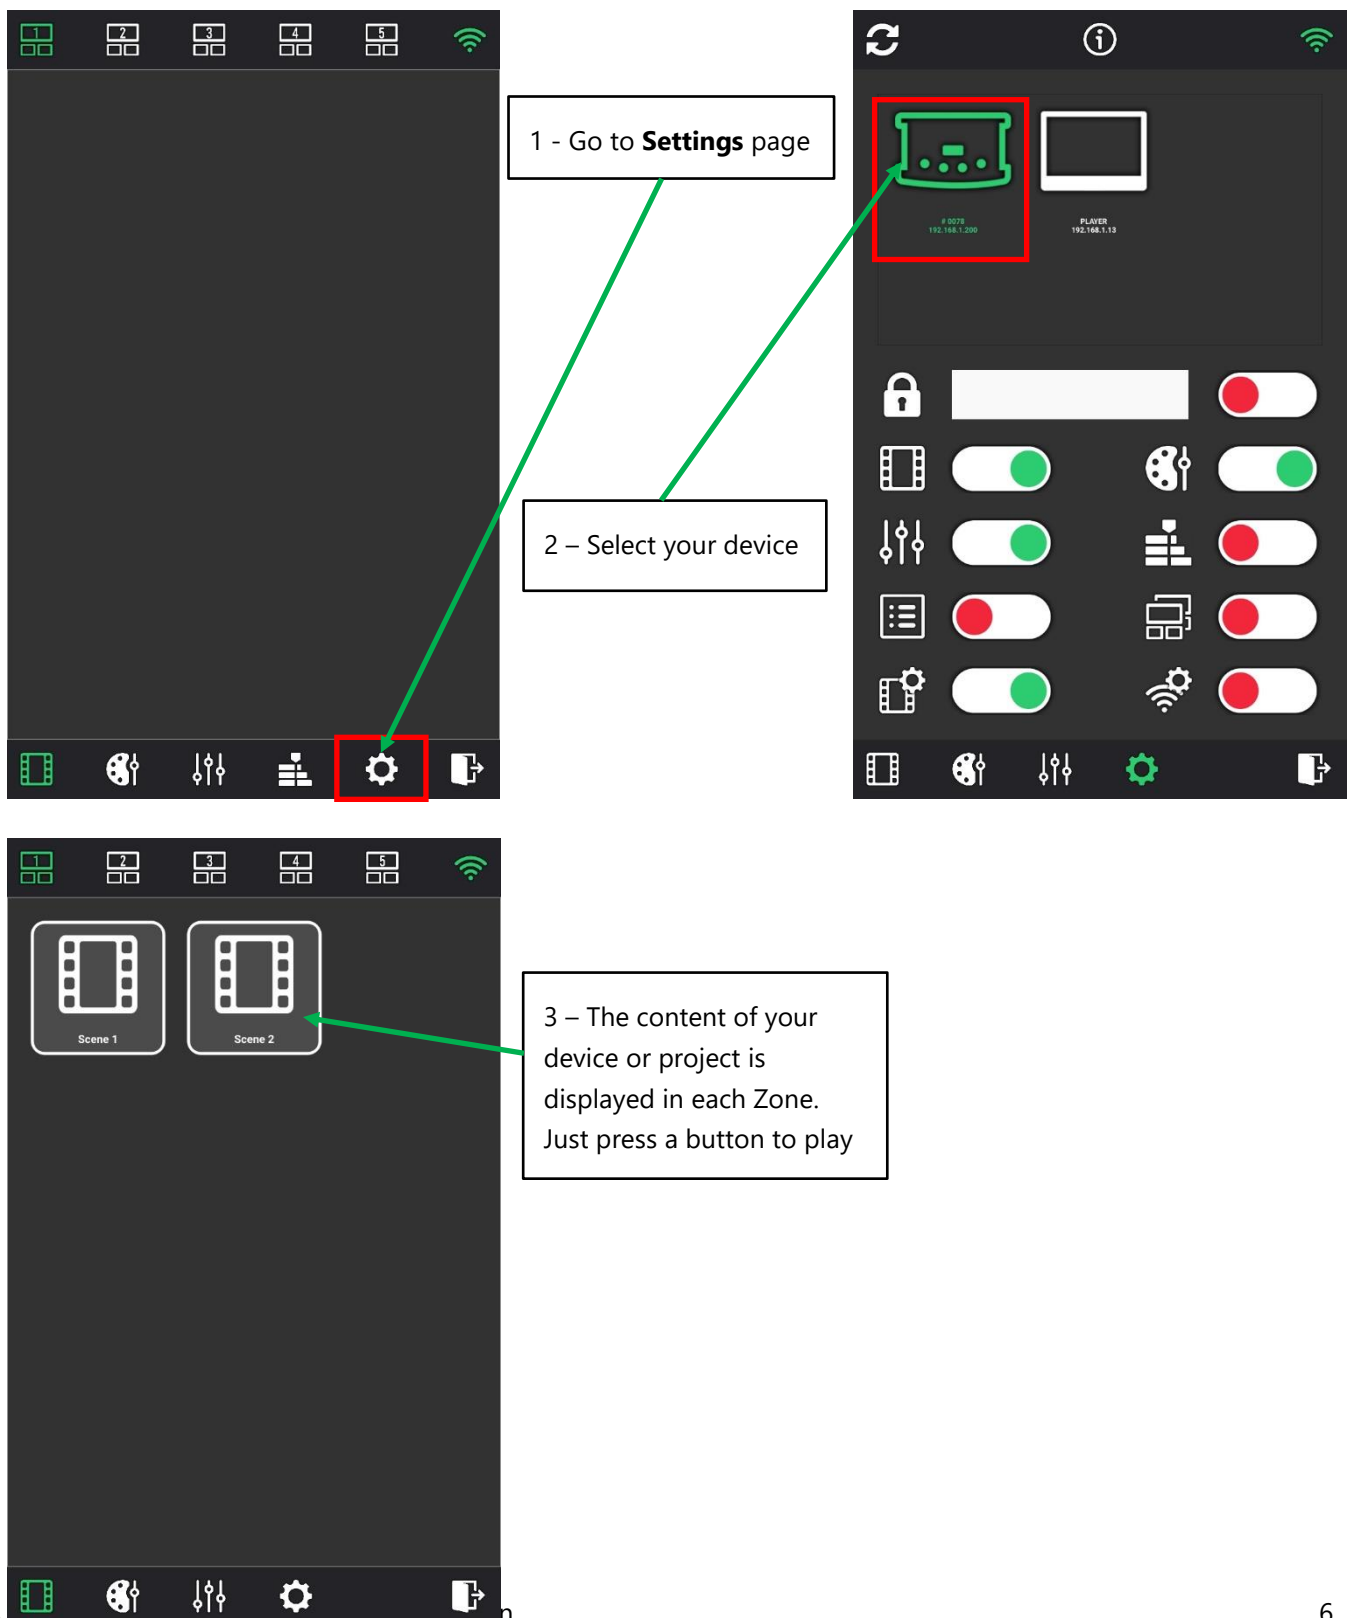 1 2 3 4 5
1 - Go to Settings page
# 0078
192.168.1.200
PLAYER
192.168.1.13
2 – Select your device
1 2 3 4 5
Scene 1
Scene 2
3 – The content of your
device or project is
displayed in each Zone.
Just press a button to play
n
6